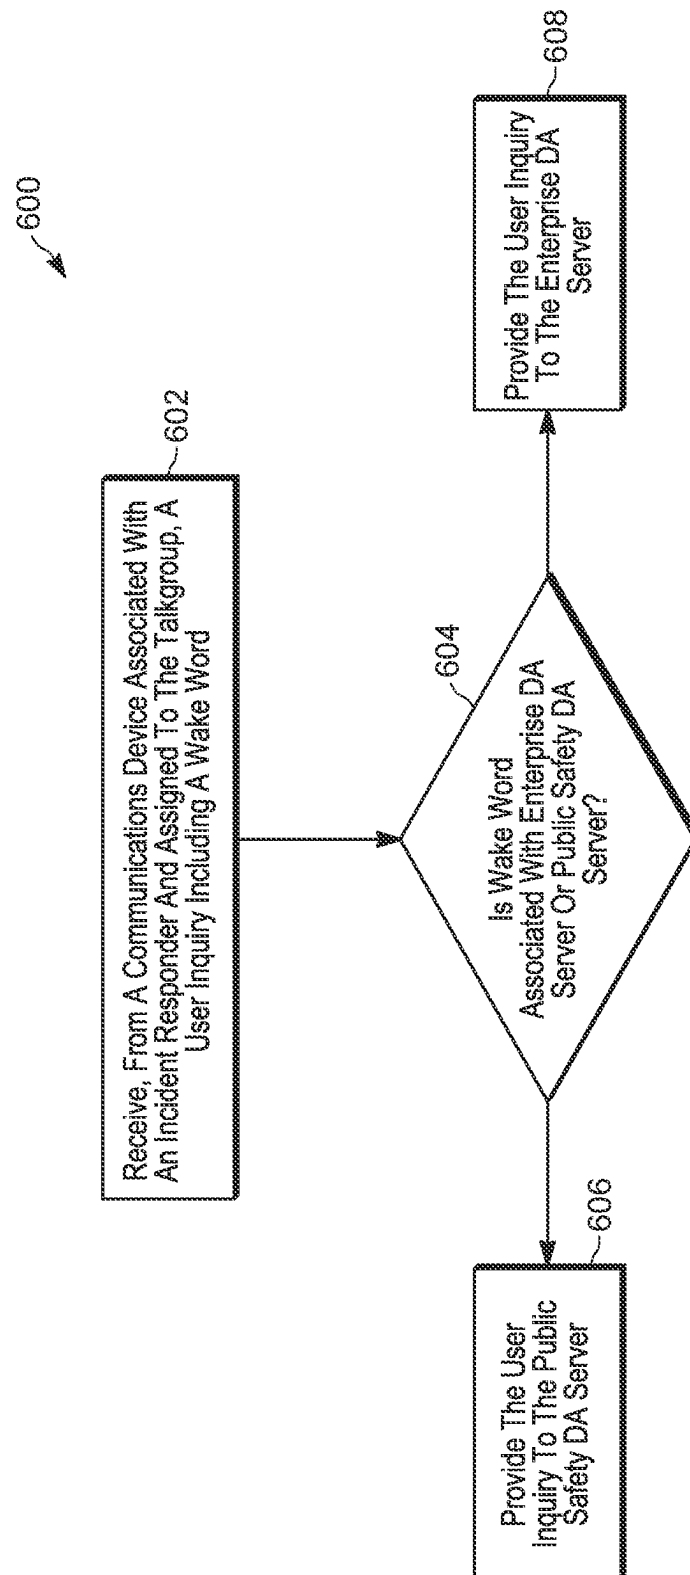 600
602
Receive, From A Communications Device Associated With
An Incident Responder And Assigned To The Talkgroup, A
User Inquiry Including A Wake Word
604
Is Wake Word
Associated With Enterprise DA
Server Or Public Safety DA
Server?
606
Provide The User
Inquiry To The Public
Safety DA Server
608
Provide The User Inquiry
To The Enterprise DA
Server